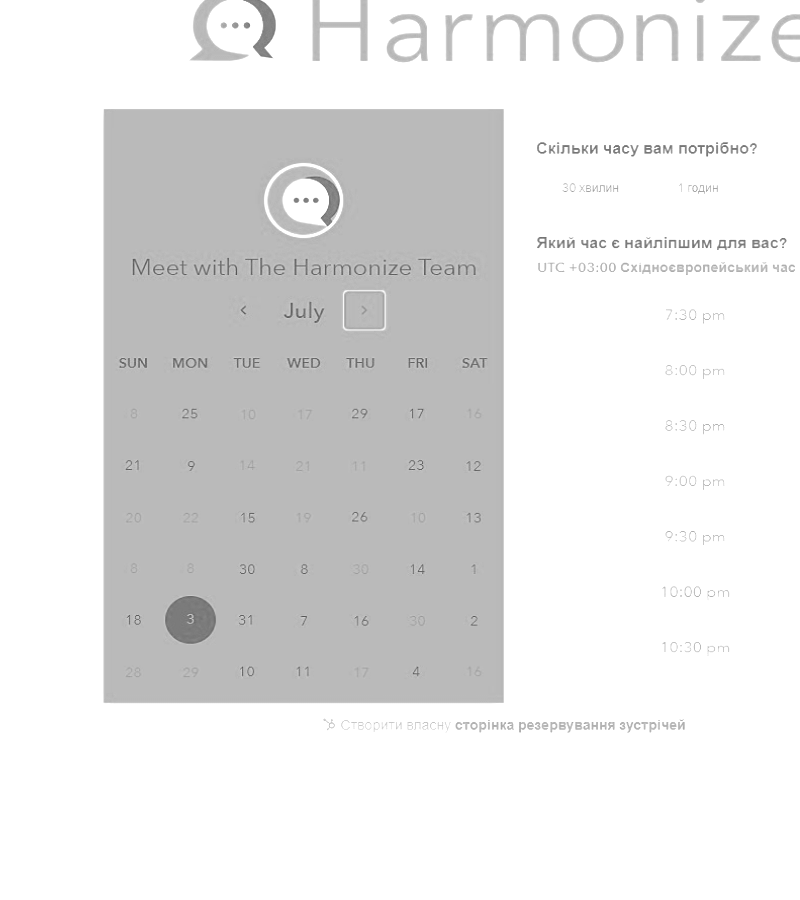 Harmonize
Meet with The Harmonize Team
July
SUN MON TUE WED THU FRI SAT
8 25 10 17 29 17 16
21 9 14 21 11 23 12
20 22 15 19 26 10 13
8 8 30 8 30 14 1
18 3 31 7 16 30 2
28 29 10 11 17 4 16
Скільки часу вам потрібно?
30 хвилин 1 годин
Який час є найліпшим для вас?
UTC +03:00 Східноєвропейський час
7:30 pm
8:00 pm
8:30 pm
9:00 pm
9:30 pm
10:00 pm
10:30 pm
Створити власну сторінка резервування зустрічей